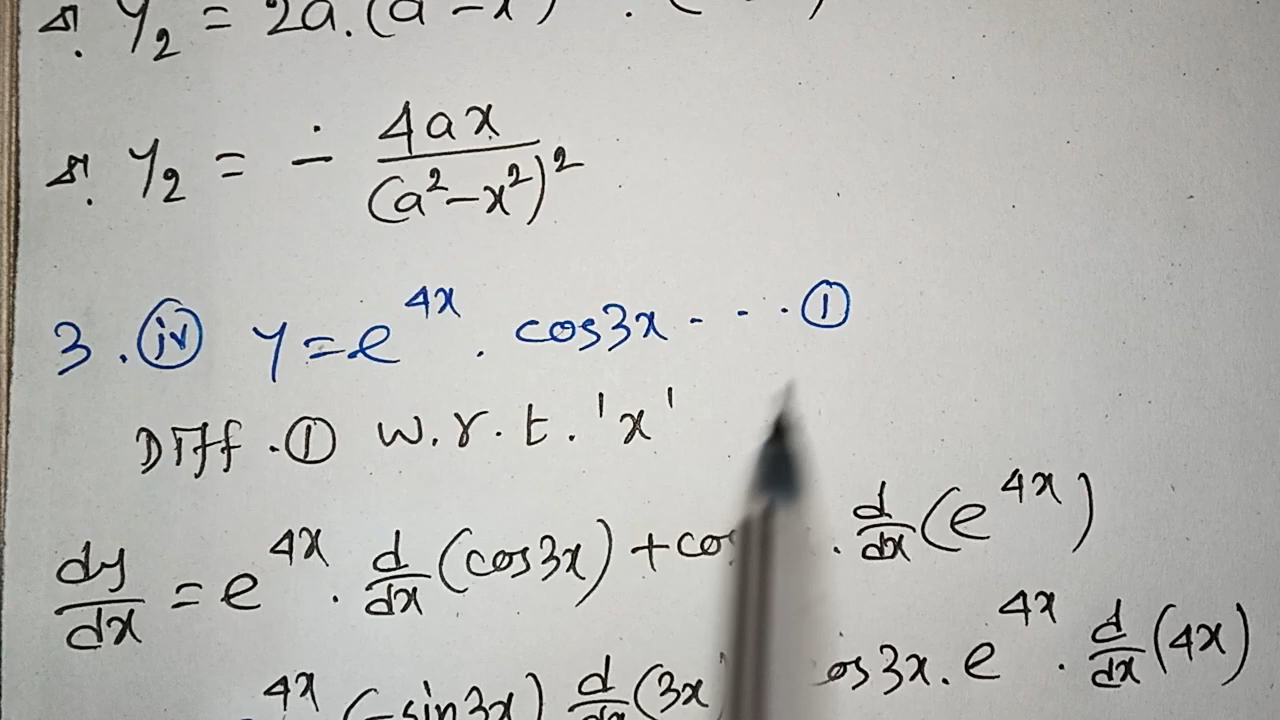 Y₂ = 2a.(a - x) . (
Y₂ = - 4ax / (a² - x²)²
3. (iv) Y = e^4x . cos3x - - - ①
Diff. ① w.r.t. 'x'
dy/dx = e^4x . d/dx (cos3x) + co . d/dx (e^4x)
4x (-sin3x) d/dx (3x os3x. e^4x . d/dx (4x)